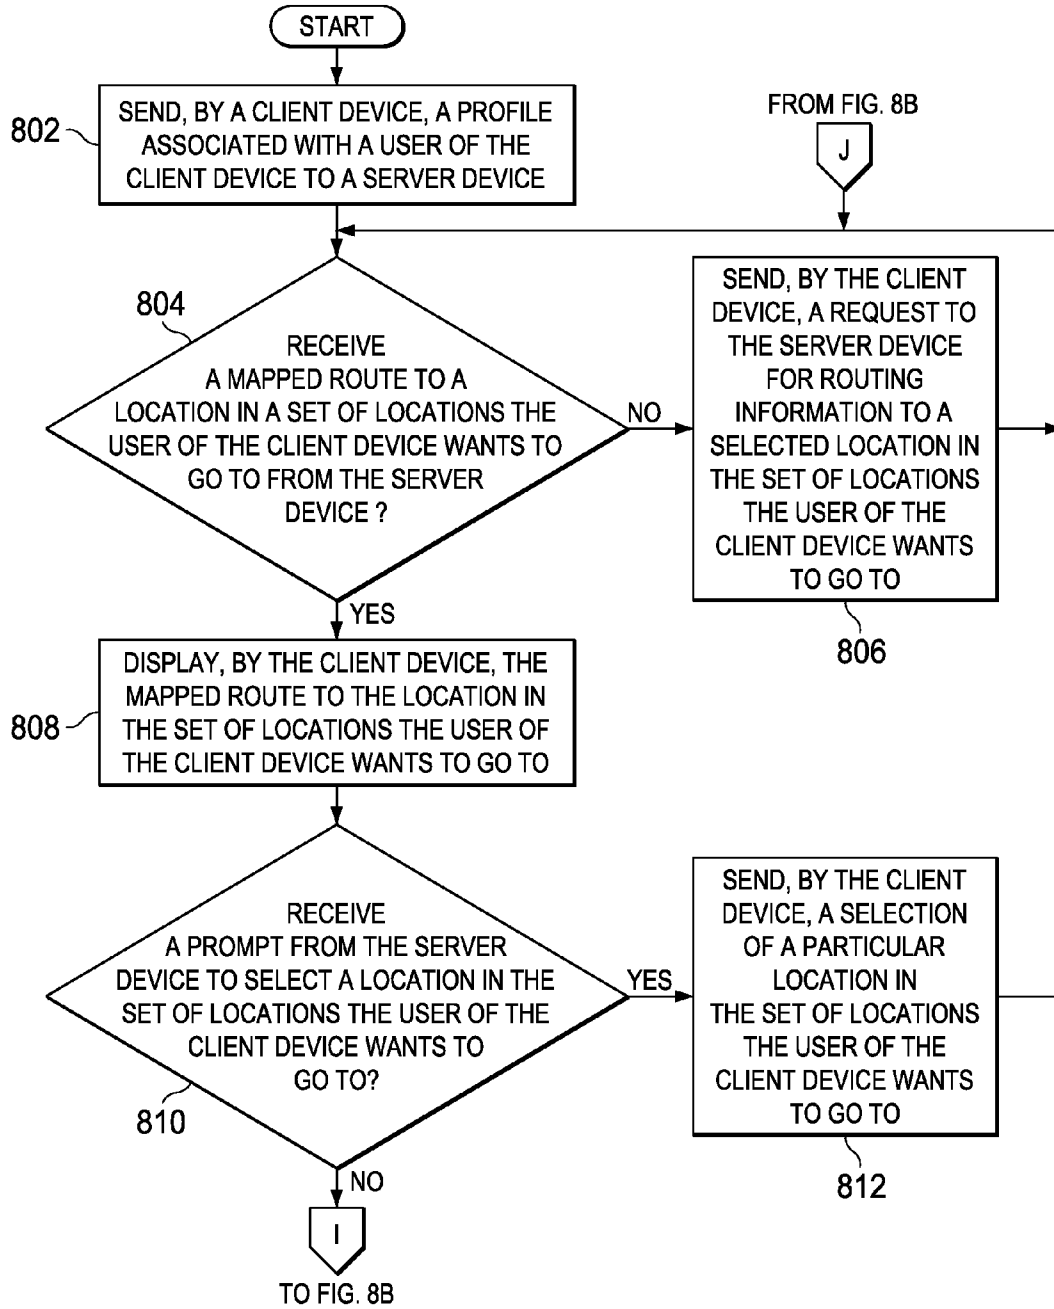 START
802
SEND, BY A CLIENT DEVICE, A PROFILE
ASSOCIATED WITH A USER OF THE
CLIENT DEVICE TO A SERVER DEVICE
FROM FIG. 8B
J
804
RECEIVE
A MAPPED ROUTE TO A
LOCATION IN A SET OF LOCATIONS THE
USER OF THE CLIENT DEVICE WANTS TO
GO TO FROM THE SERVER
DEVICE ?
NO
SEND, BY THE CLIENT
DEVICE, A REQUEST TO
THE SERVER DEVICE
FOR ROUTING
INFORMATION TO A
SELECTED LOCATION IN
THE SET OF LOCATIONS
THE USER OF THE
CLIENT DEVICE WANTS
TO GO TO
806
YES
808
DISPLAY, BY THE CLIENT DEVICE, THE
MAPPED ROUTE TO THE LOCATION IN
THE SET OF LOCATIONS THE USER OF
THE CLIENT DEVICE WANTS TO GO TO
RECEIVE
A PROMPT FROM THE SERVER
DEVICE TO SELECT A LOCATION IN THE
SET OF LOCATIONS THE USER OF THE
CLIENT DEVICE WANTS TO
GO TO?
810
YES
SEND, BY THE CLIENT
DEVICE, A SELECTION
OF A PARTICULAR
LOCATION IN
THE SET OF LOCATIONS
THE USER OF THE
CLIENT DEVICE WANTS
TO GO TO
812
NO
I
TO FIG. 8B